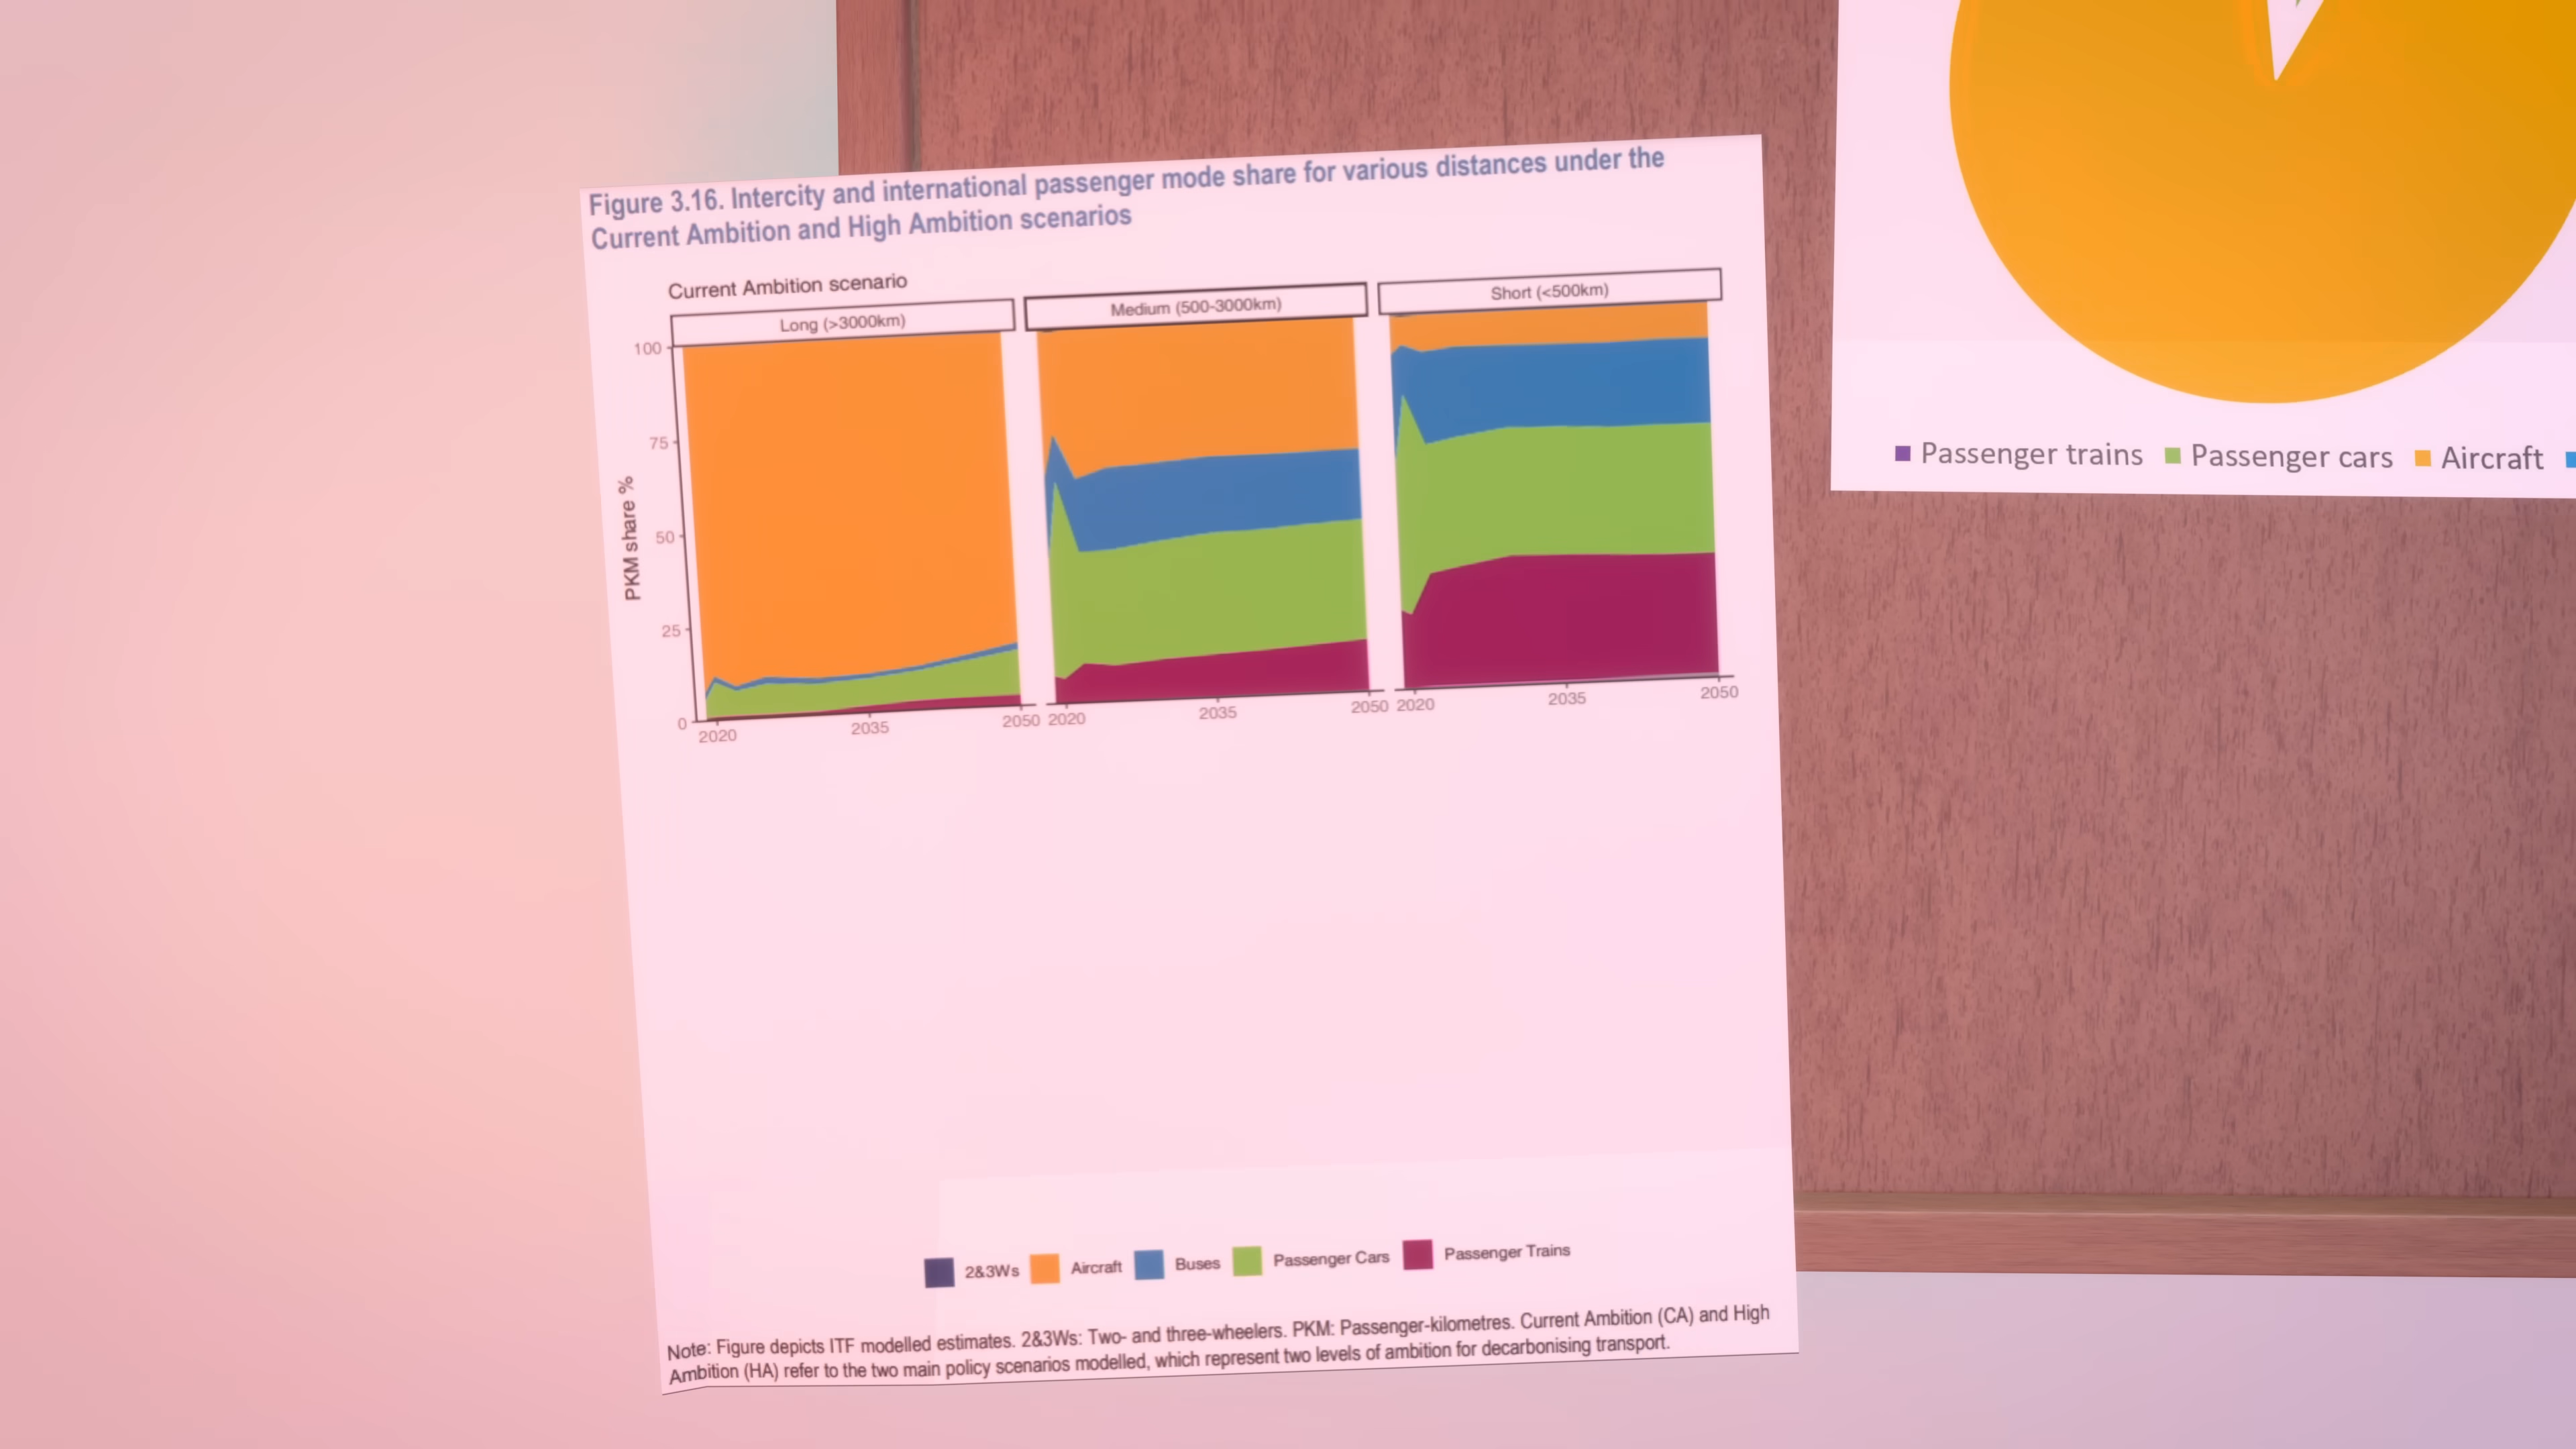 Figure 3.16. Intercity and international passenger mode share for various distances under the
Current Ambition and High Ambition scenarios
Current Ambition scenario
Long (>3000km)
Medium (500-3000km)
Short (<500km)
PKM share %
100
75
50
25
0
2020
2035
2050
2020
2035
2050
2020
2035
2050
2&3Ws
Aircraft
Buses
Passenger Cars
Passenger Trains
Note: Figure depicts ITF modelled estimates. 2&3Ws: Two- and three-wheelers. PKM: Passenger-kilometres. Current Ambition (CA) and High
Ambition (HA) refer to the two main policy scenarios modelled, which represent two levels of ambition for decarbonising transport.
Passenger trains
Passenger cars
Aircraft